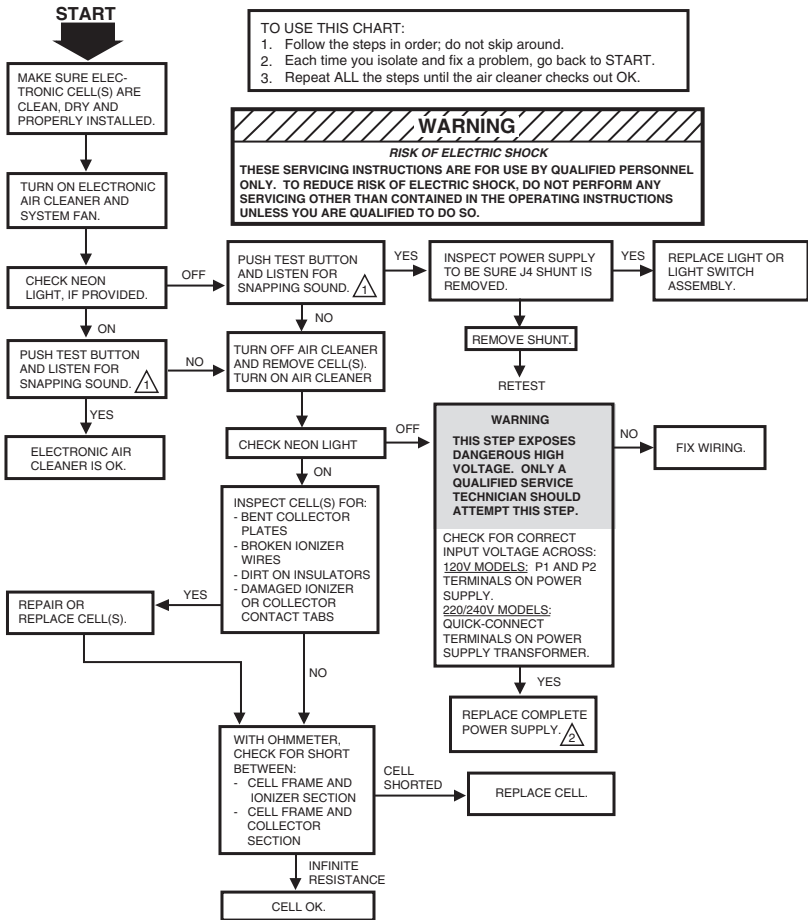 START
TO USE THIS CHART:
1. Follow the steps in order; do not skip around.
2. Each time you isolate and fix a problem, go back to START.
3. Repeat ALL the steps until the air cleaner checks out OK.
MAKE SURE ELEC-
TRONIC CELL(S) ARE
CLEAN, DRY AND
PROPERLY INSTALLED.
WARNING
RISK OF ELECTRIC SHOCK
THESE SERVICING INSTRUCTIONS ARE FOR USE BY QUALIFIED PERSONNEL
ONLY. TO REDUCE RISK OF ELECTRIC SHOCK, DO NOT PERFORM ANY
SERVICING OTHER THAN CONTAINED IN THE OPERATING INSTRUCTIONS
UNLESS YOU ARE QUALIFIED TO DO SO.
TURN ON ELECTRONIC
AIR CLEANER AND
SYSTEM FAN.
CHECK NEON
LIGHT, IF PROVIDED.
OFF
PUSH TEST BUTTON
AND LISTEN FOR
SNAPPING SOUND. 1
YES
INSPECT POWER SUPPLY
TO BE SURE J4 SHUNT IS
REMOVED.
YES
REPLACE LIGHT OR
LIGHT SWITCH
ASSEMBLY.
ON
NO
REMOVE SHUNT.
RETEST
PUSH TEST BUTTON
AND LISTEN FOR
SNAPPING SOUND. 1
NO
TURN OFF AIR CLEANER
AND REMOVE CELL(S).
TURN ON AIR CLEANER
YES
ELECTRONIC AIR
CLEANER IS OK.
CHECK NEON LIGHT
OFF
WARNING
THIS STEP EXPOSES
DANGEROUS HIGH
VOLTAGE. ONLY A
QUALIFIED SERVICE
TECHNICIAN SHOULD
ATTEMPT THIS STEP.
CHECK FOR CORRECT
INPUT VOLTAGE ACROSS:
120V MODELS: P1 AND P2
TERMINALS ON POWER
SUPPLY.
220/240V MODELS:
QUICK-CONNECT
TERMINALS ON POWER
SUPPLY TRANSFORMER.
NO
FIX WIRING.
ON
INSPECT CELL(S) FOR:
- BENT COLLECTOR
PLATES
- BROKEN IONIZER
WIRES
- DIRT ON INSULATORS
- DAMAGED IONIZER
OR COLLECTOR
CONTACT TABS
YES
REPAIR OR
REPLACE CELL(S).
NO
YES
REPLACE COMPLETE
POWER SUPPLY. 2
WITH OHMMETER,
CHECK FOR SHORT
BETWEEN:
- CELL FRAME AND
IONIZER SECTION
- CELL FRAME AND
COLLECTOR
SECTION
CELL
SHORTED
REPLACE CELL.
INFINITE
RESISTANCE
CELL OK.